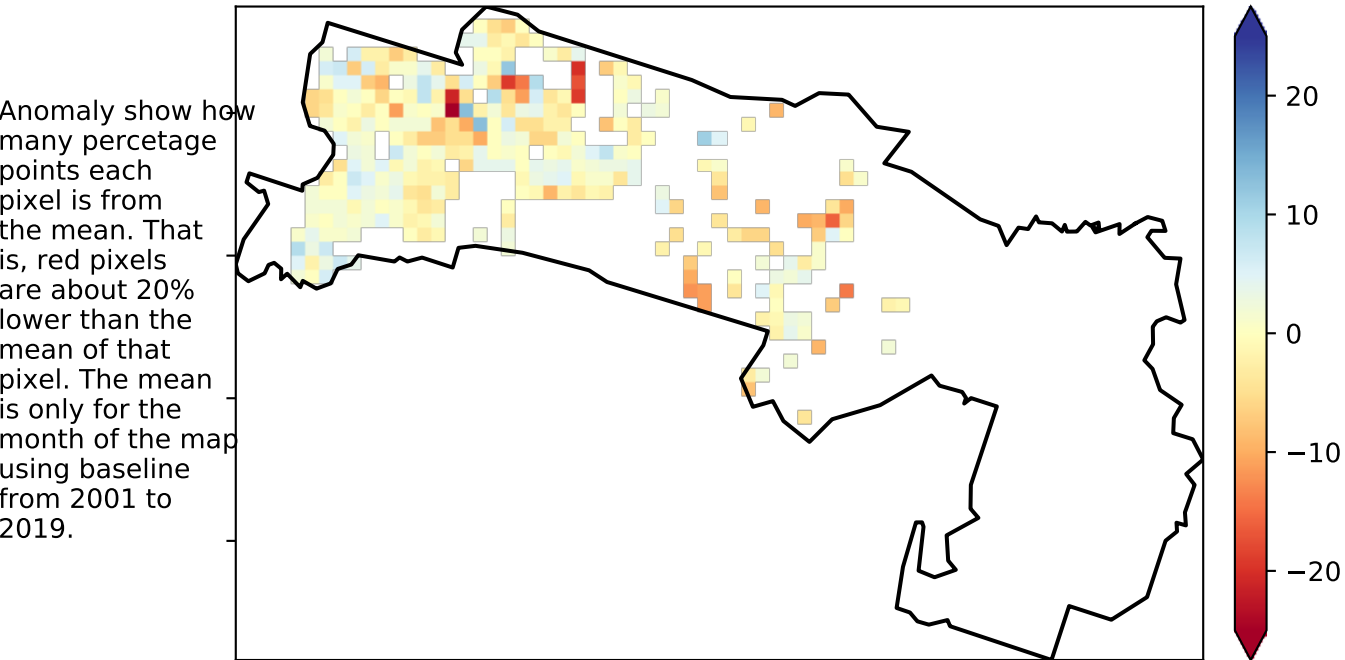 Anomaly show how
many percetage
points each
pixel is from
the mean. That
is, red pixels
are about 20%
lower than the
mean of that
pixel. The mean
is only for the
month of the map
using baseline
from 2001 to
2019.
20
10
0
−10
−20